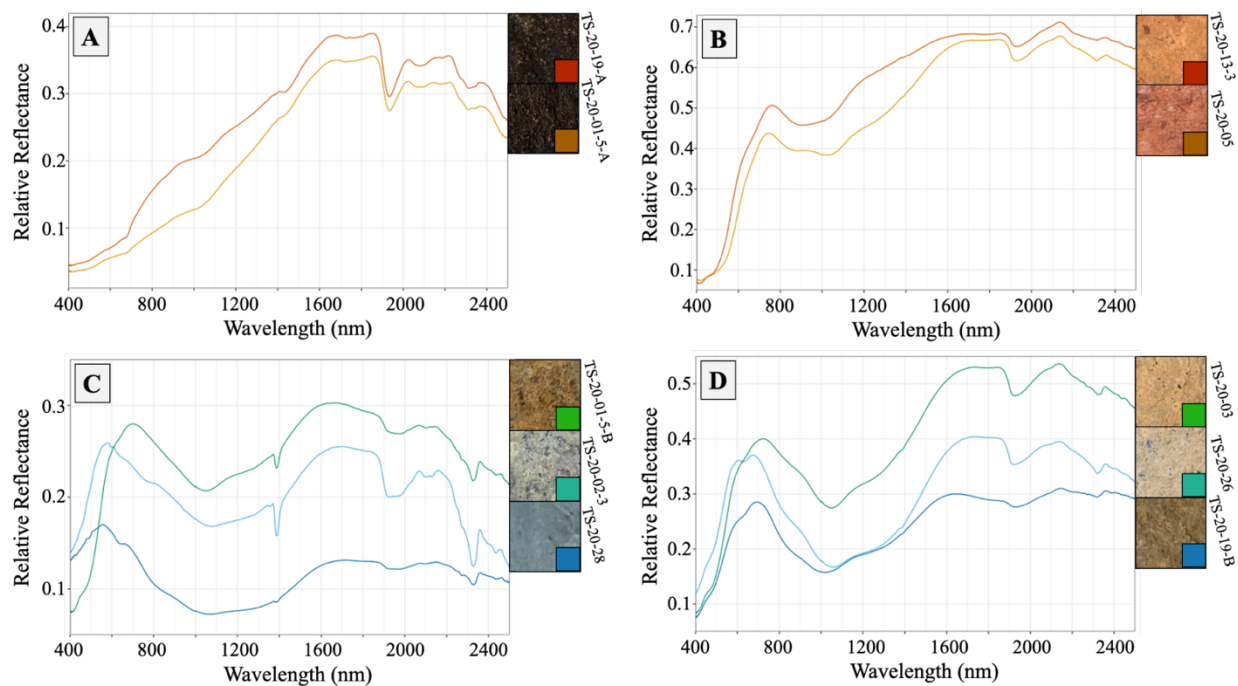 A
0.4
0.3
0.2
0.1
Relative Reflectance
400
800
1200
1600
2000
2400
Wavelength (nm)
TS-20-19-A
TS-20-01-5-A
B
0.7
0.6
0.5
0.4
0.3
0.2
0.1
Relative Reflectance
400
800
1200
1600
2000
2400
Wavelength (nm)
TS-20-13-3
TS-20-05
C
0.3
0.2
0.1
Relative Reflectance
400
800
1200
1600
2000
2400
Wavelength (nm)
TS-20-01-5-B
TS-20-02-3
TS-20-28
D
0.5
0.4
0.3
0.2
0.1
Relative Reflectance
400
800
1200
1600
2000
2400
Wavelength (nm)
TS-20-03
TS-20-26
TS-20-19-B